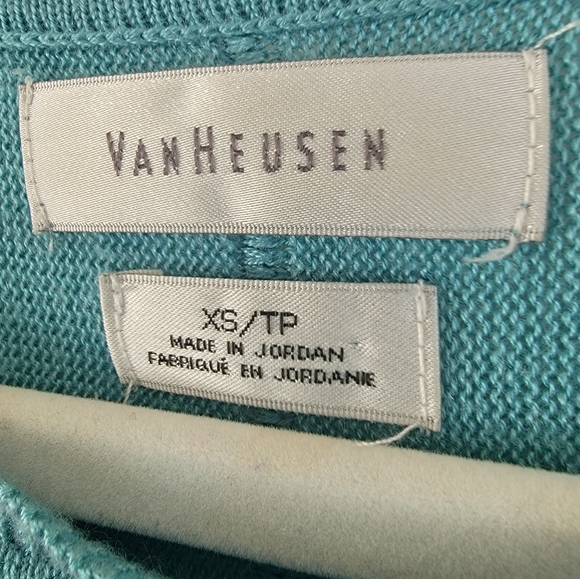 VANHEUSEN
XS/TP
MADE IN JORDAN
FABRIQUÉ EN JORDANIE